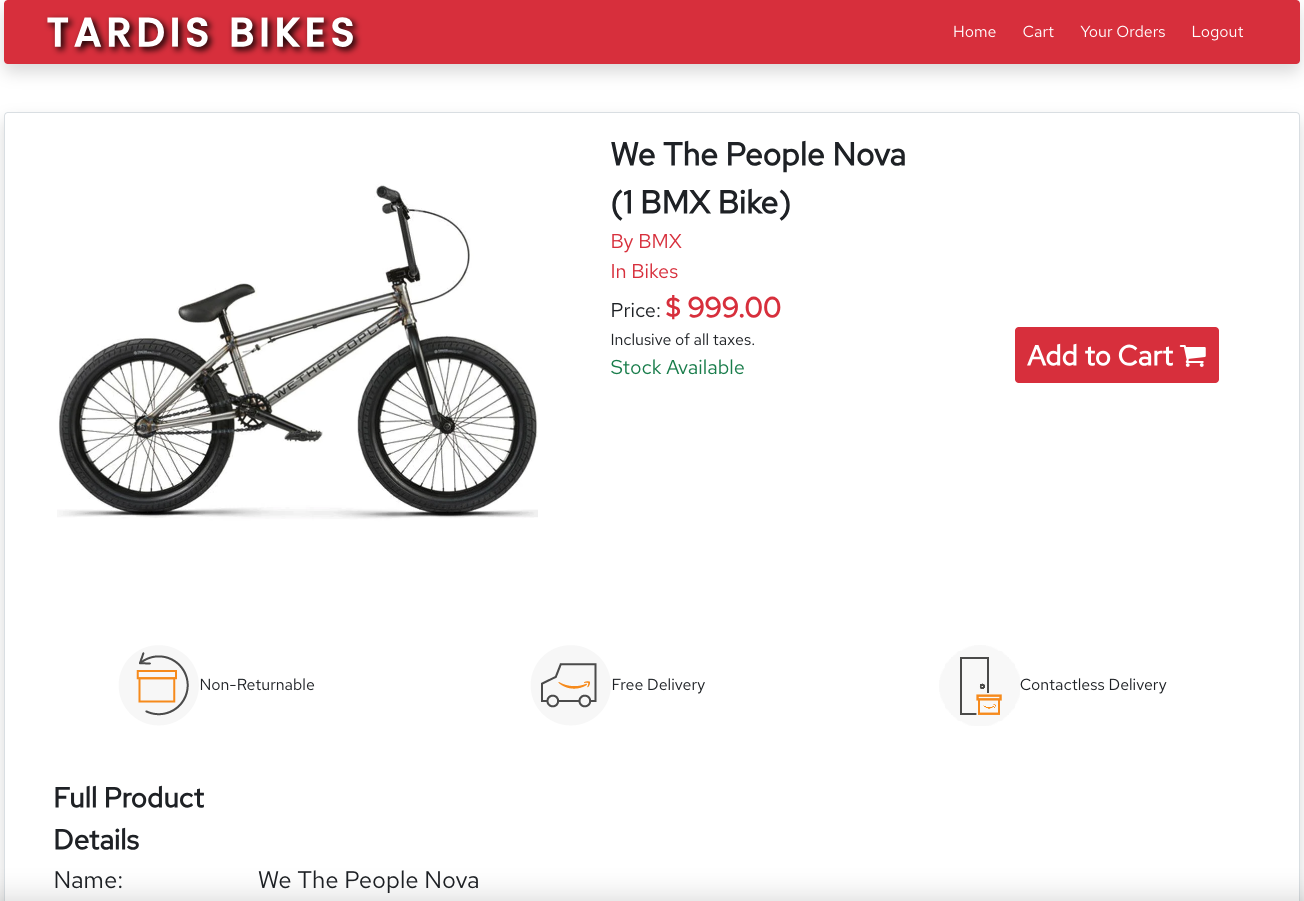 TARDIS BIKES
Home Cart Your Orders Logout
We The People Nova
(1 BMX Bike)
By BMX
In Bikes
Price: $ 999.00
Inclusive of all taxes.
Stock Available
Add to Cart
WETHEPEOPLE
Non-Returnable
Free Delivery
Contactless Delivery
Full Product
Details
Name: We The People Nova